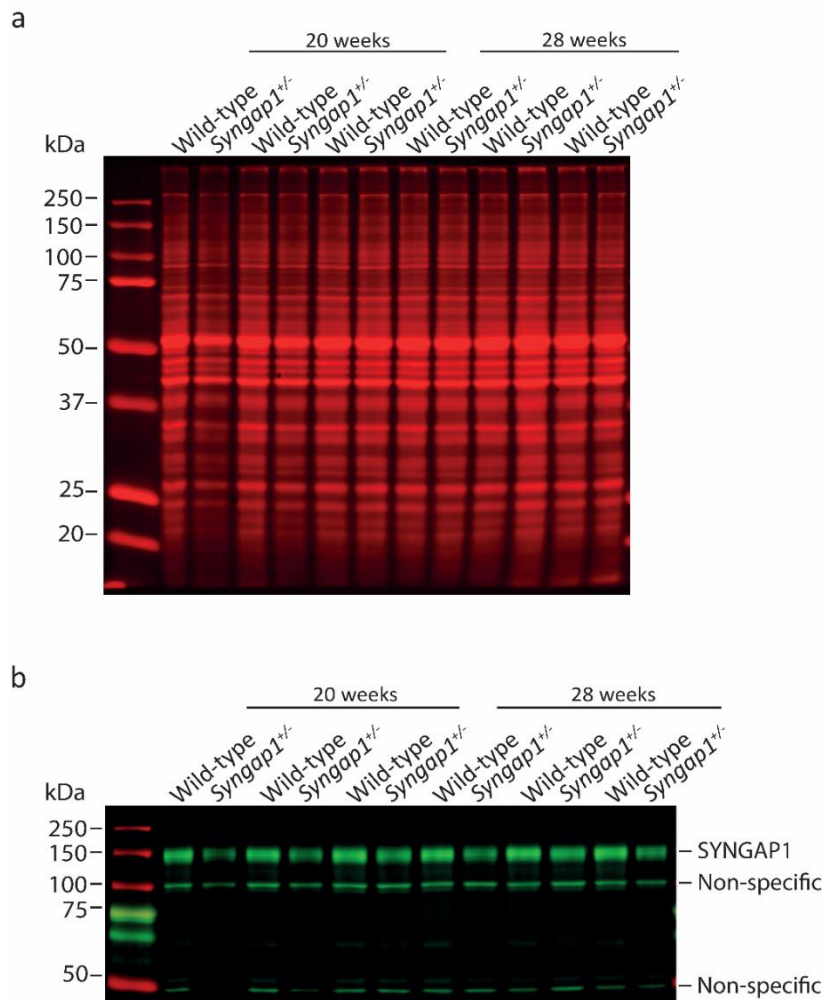 a
20 weeks
28 weeks
Wild-type
Syngap1+/-
Wild-type
Syngap1+/-
Wild-type
Syngap1+/-
Wild-type
Syngap1+/-
Wild-type
Syngap1+/-
Wild-type
Syngap1+/-
kDa
250
150
100
75
50
37
25
20
b
20 weeks
28 weeks
Wild-type
Syngap1+/-
Wild-type
Syngap1+/-
Wild-type
Syngap1+/-
Wild-type
Syngap1+/-
Wild-type
Syngap1+/-
Wild-type
Syngap1+/-
kDa
250
150
SYNGAP1
100
Non-specific
75
50
Non-specific